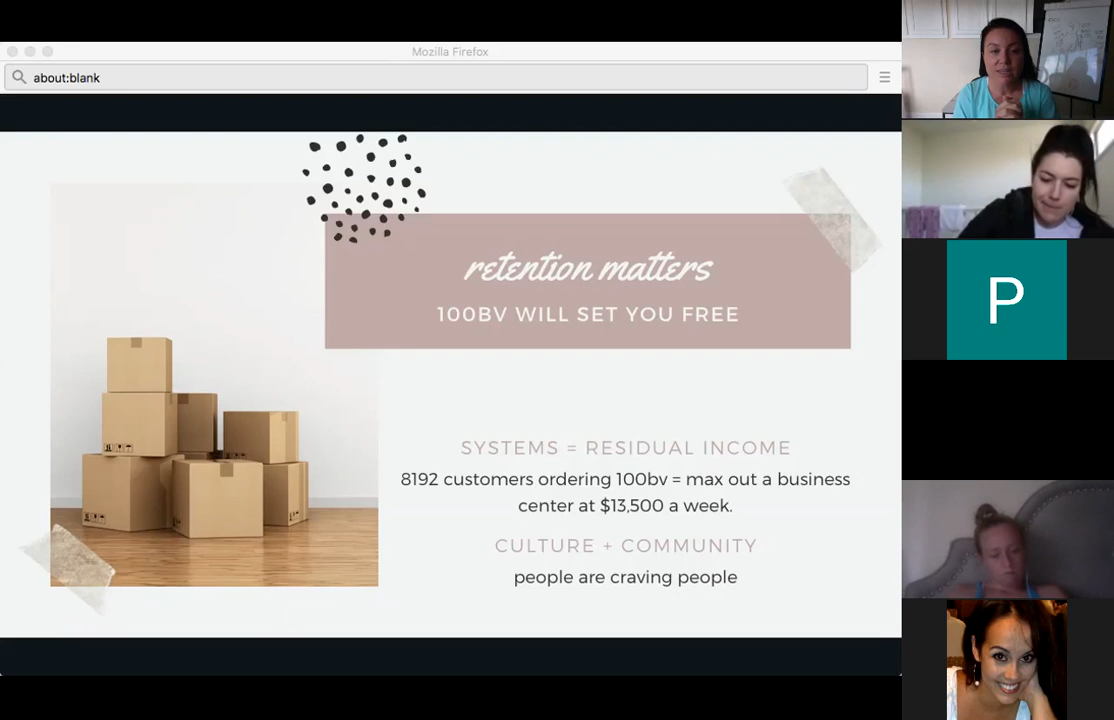 Mozilla Firefox
about:blank
retention matters
100BV WILL SET YOU FREE
SYSTEMS = RESIDUAL INCOME
8192 customers ordering 100bv = max out a business
center at $13,500 a week.
CULTURE + COMMUNITY
people are craving people
P